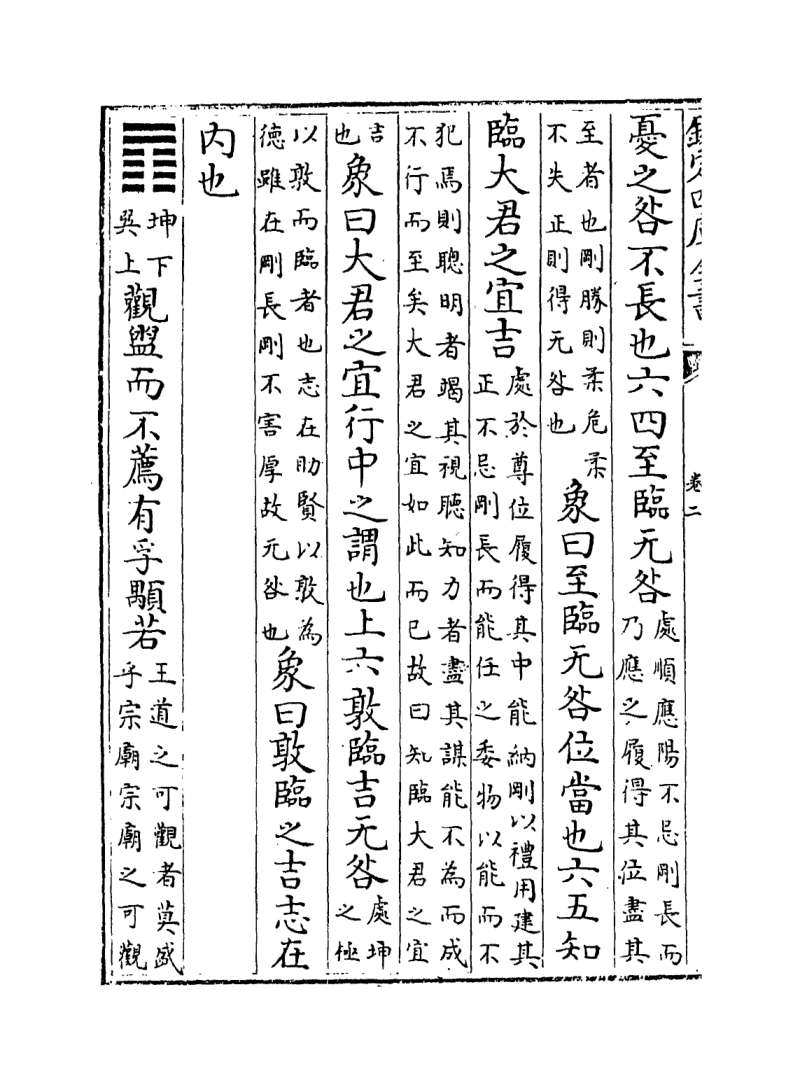 欽定四庫全書 卷二
憂之咎不長也六四至臨无咎處順應陽不忌剛長而乃應之履得其位盡其
至者也剛勝則柔危柔不失正則得无咎也象曰至臨无咎位當也六五知
臨大君之宜吉處於尊位履得其中能納剛以禮用建其正不忌剛長而能任之委物以能而不
犯焉則聰明者竭其視聽知力者盡其謀能不為而成不行而至矣大君之宜如此而已故曰知臨大君之宜
吉也象曰大君之宜行中之謂也上六敦臨吉无咎處坤之極
以敦而臨者也志在助賢以敦為德雖在剛長剛不害厚故无咎也象曰敦臨之吉志在
內也
䷓坤下巽上觀盥而不薦有孚顒若王道之可觀者莫盛乎宗廟宗廟之可觀